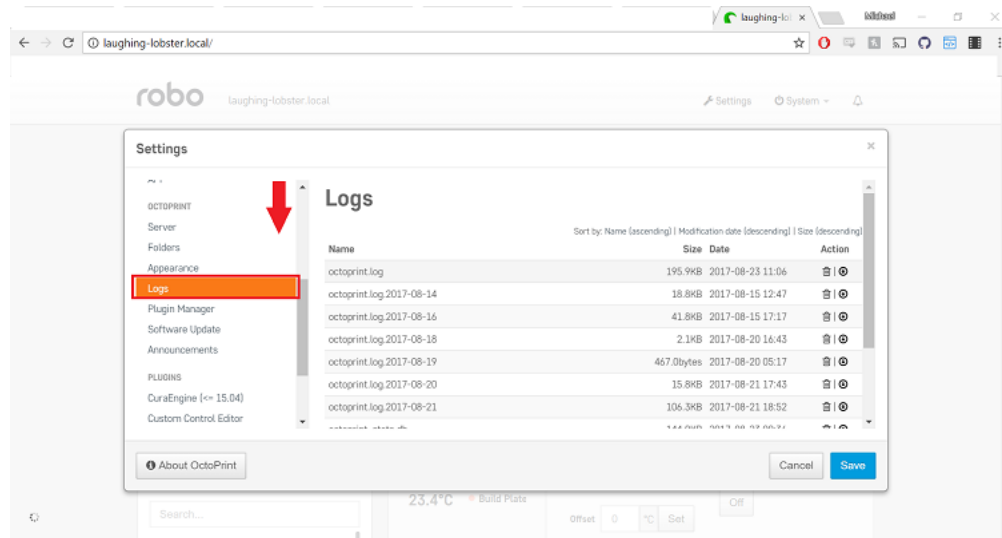 laughing-lob
Michael
laughing-lobster.local/
robo laughing-lobster.local Settings System
Settings
API
OCTOPRINT
Server
Folders
Appearance
Logs
Plugin Manager
Software Update
Announcements
PLUGINS
CuraEngine (<= 15.04)
Custom Control Editor
Logs
Sort by: Name (ascending) | Modification date (descending) | Size (descending)
Name Size Date Action
octoprint.log 195.9KB 2017-08-23 11:06
octoprint.log.2017-08-14 18.8KB 2017-08-15 12:47
octoprint.log.2017-08-16 41.8KB 2017-08-15 17:17
octoprint.log.2017-08-18 2.1KB 2017-08-20 16:43
octoprint.log.2017-08-19 467.0bytes 2017-08-20 05:17
octoprint.log.2017-08-20 15.8KB 2017-08-21 17:43
octoprint.log.2017-08-21 106.3KB 2017-08-21 18:52
About OctoPrint Cancel Save
23.4°C Build Plate Off
Search...
Offset 0 °C Set